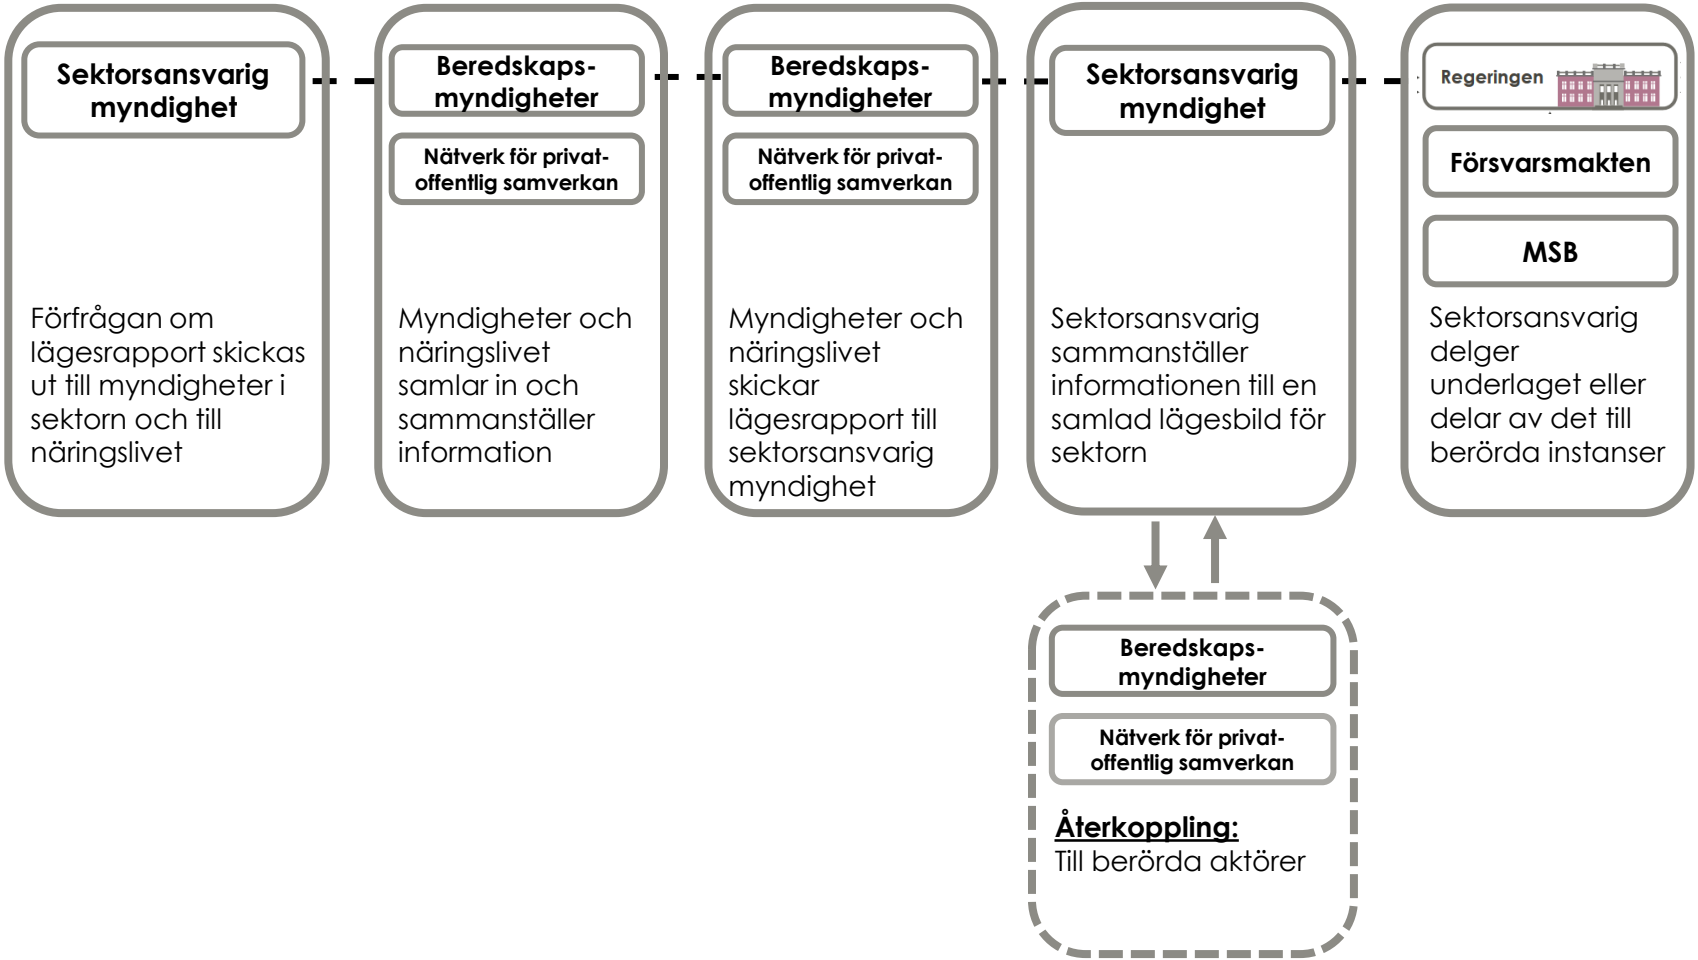 Sektorsansvarig
myndighet
Förfrågan om
lägesrapport skickas
ut till myndigheter i
sektorn och till
näringslivet
Beredskaps-
myndigheter
Nätverk för privat-
offentlig samverkan
Myndigheter och
näringslivet
samlar in och
sammanställer
information
Beredskaps-
myndigheter
Nätverk för privat-
offentlig samverkan
Myndigheter och
näringslivet
skickar
lägesrapport till
sektorsansvarig
myndighet
Sektorsansvarig
myndighet
Sektorsansvarig
sammanställer
informationen till en
samlad lägesbild för
sektorn
Regeringen
Försvarsmakten
MSB
Sektorsansvarig
delger
underlaget eller
delar av det till
berörda instanser
Beredskaps-
myndigheter
Nätverk för privat-
offentlig samverkan
Återkoppling:
Till berörda aktörer